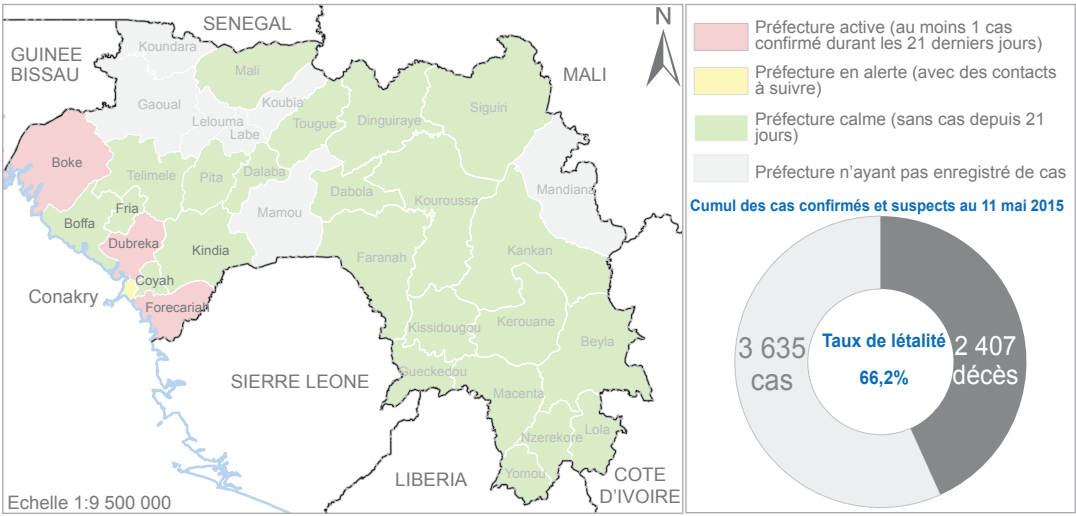 SENEGAL
N
GUINEE
BISSAU
Koundara
Mali
MALI
Gaoual
Koubia
Lelouma
Labe
Tougue
Dinguiraye
Siguiri
Boke
Telimele
Pita
Dalaba
Dabola
Kouroussa
Mandiana
Fria
Boffa
Mamou
Dubreka
Kindia
Kankan
Faranah
Coyah
Conakry
Forecariah
Kissidougou
Kerouane
Beyla
Gueckedou
SIERRE LEONE
Macenta
Lola
Nzerekore
Yomou
LIBERIA
COTE
D'IVOIRE
Echelle 1:9 500 000
Préfecture active (au moins 1 cas
confirmé durant les 21 derniers jours)
Préfecture en alerte (avec des contacts
à suivre)
Préfecture calme (sans cas depuis 21
jours)
Préfecture n'ayant pas enregistré de cas
Cumul des cas confirmés et suspects au 11 mai 2015
3 635
cas
Taux de létalité
66,2%
2 407
décès